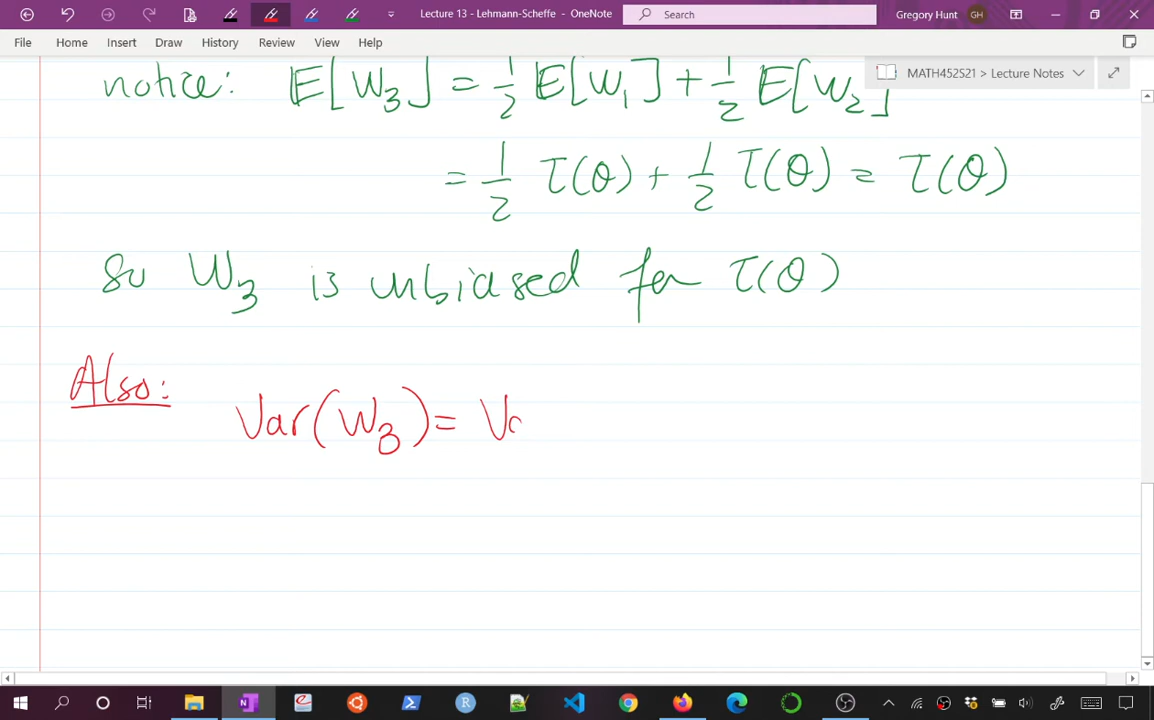 Lecture 13 - Lehmann-Scheffe - OneNote
Search
Gregory Hunt GH
File Home Insert Draw History Review View Help
MATH452S21 > Lecture Notes
notice: E[W₃] = 1/2 E[W₁] + 1/2 E[W₂]
= 1/2 τ(θ) + 1/2 τ(θ) = τ(θ)
so W₃ is unbiased for τ(θ)
Also:
Var(W₃) = Va